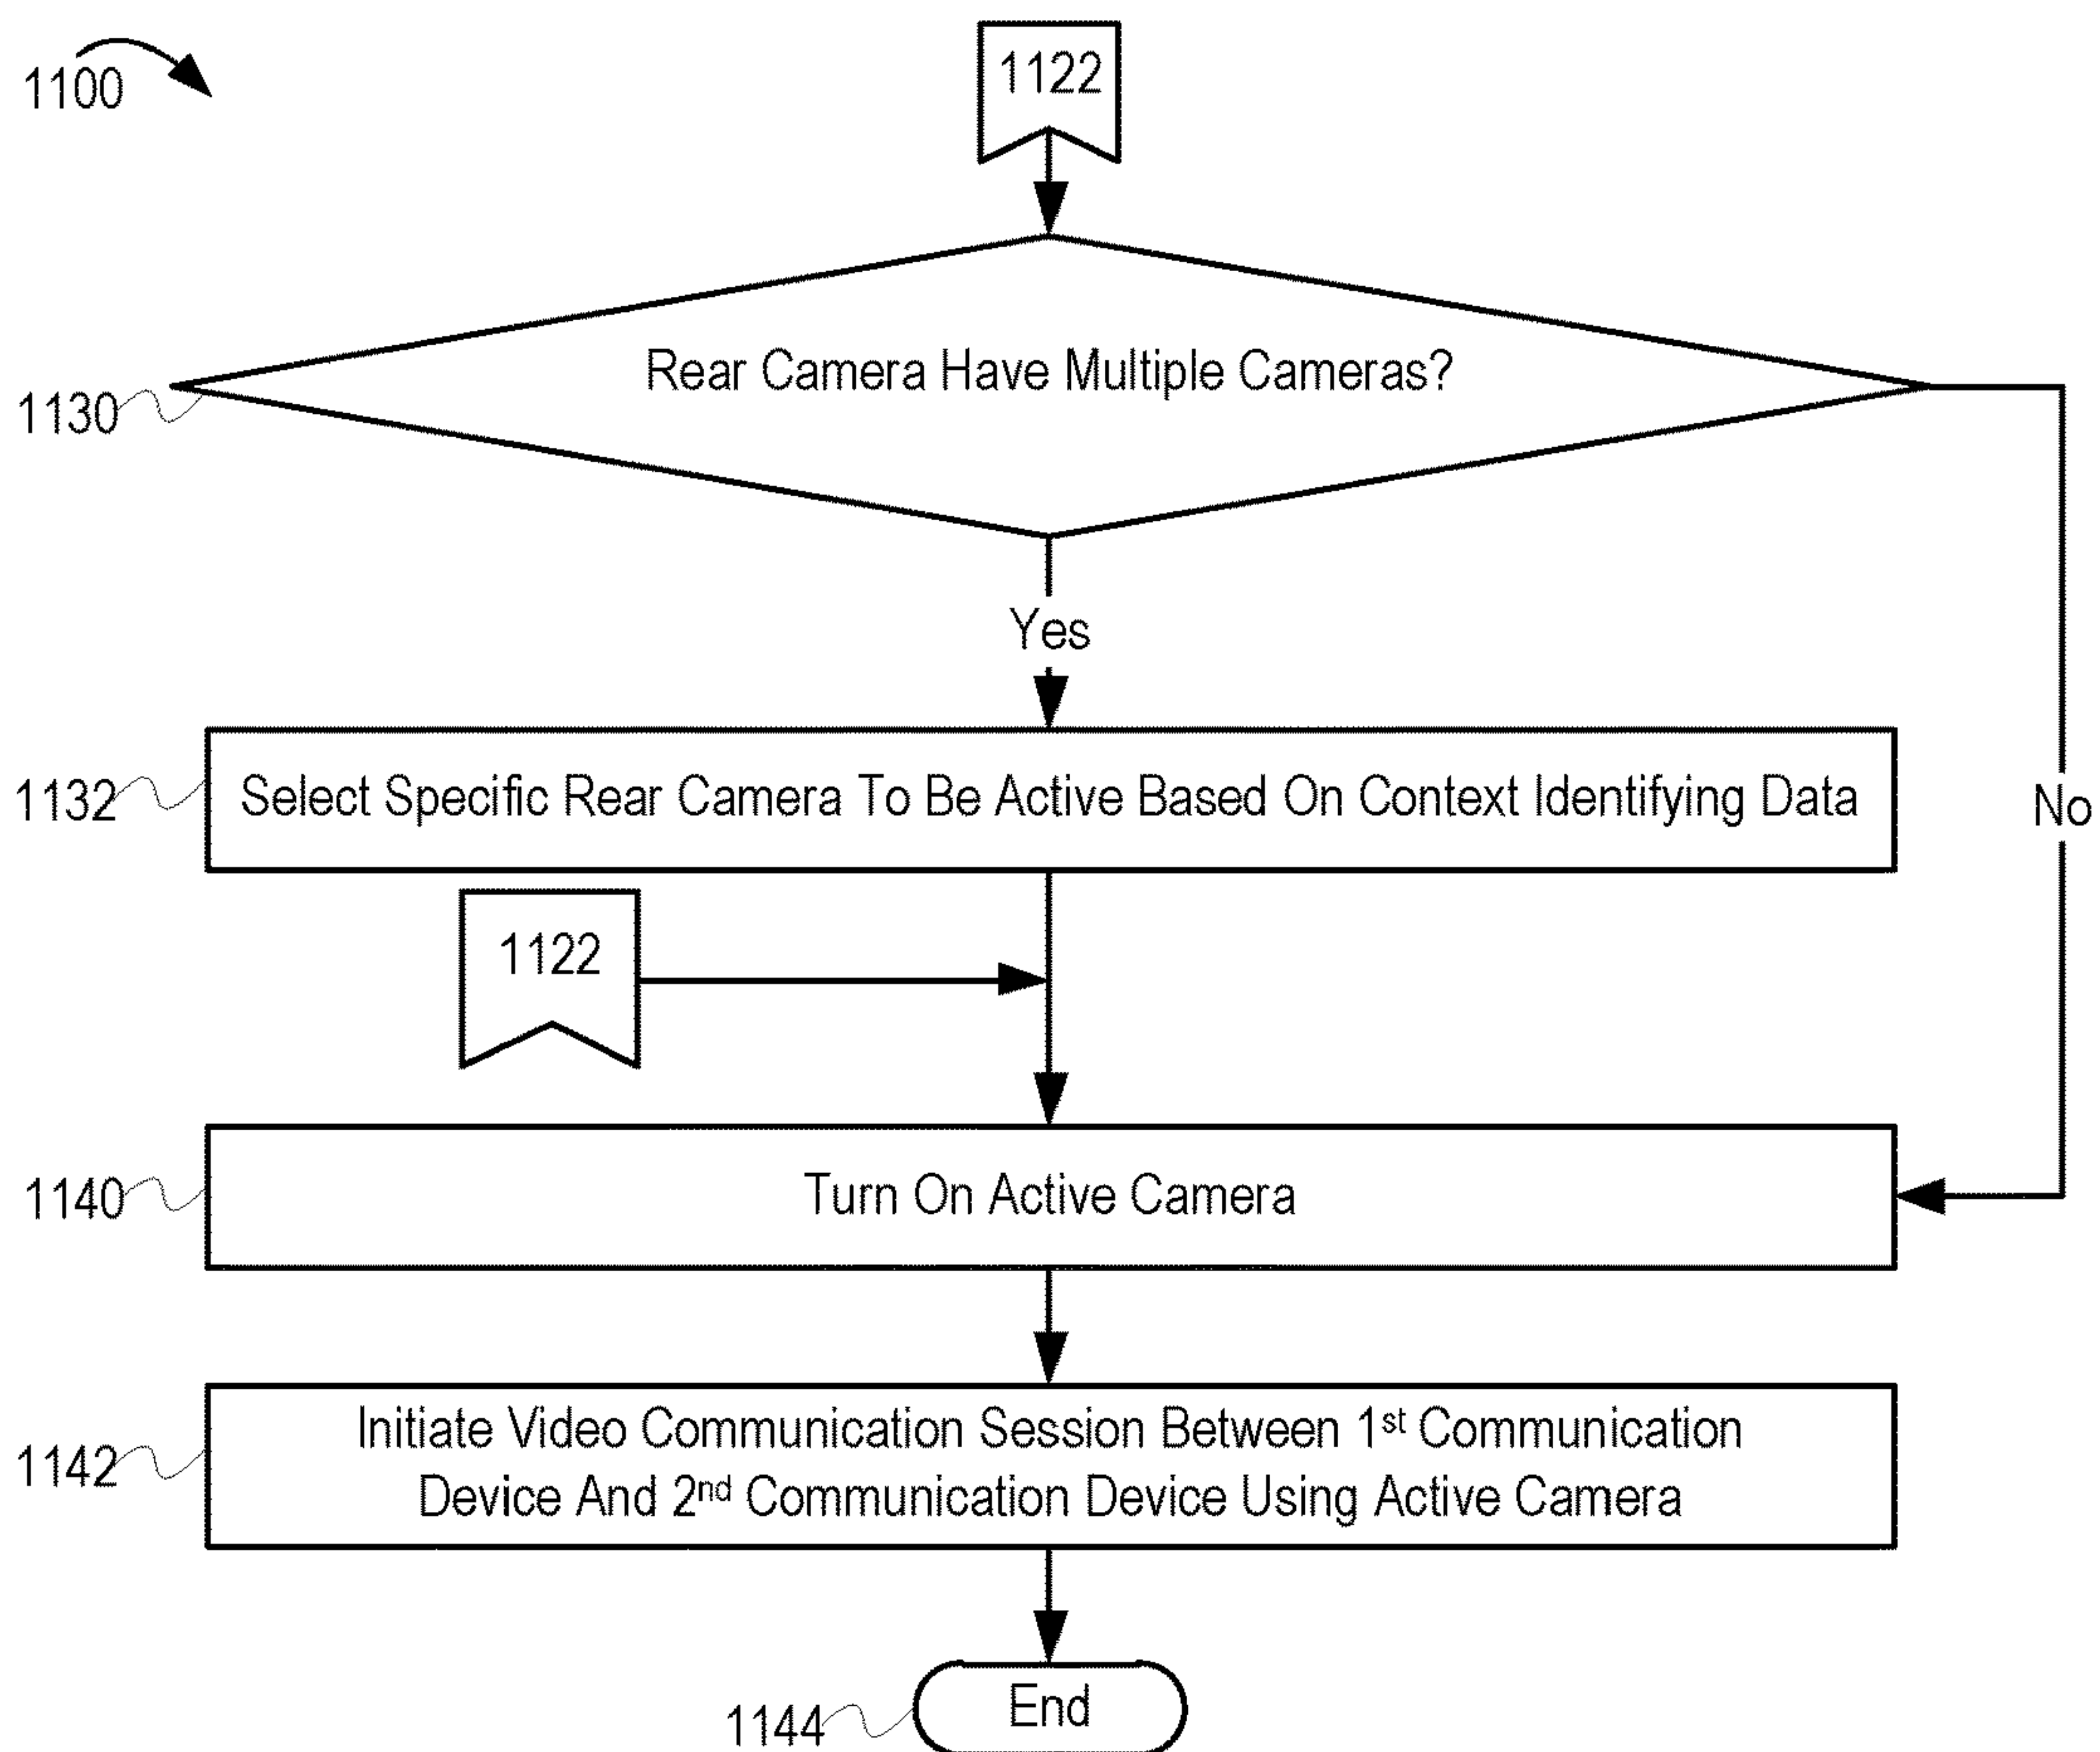 1100
1122
Rear Camera Have Multiple Cameras?
1130
Yes
No
1132
Select Specific Rear Camera To Be Active Based On Context Identifying Data
1122
1140
Turn On Active Camera
1142
Initiate Video Communication Session Between 1st Communication
Device And 2nd Communication Device Using Active Camera
1144
End